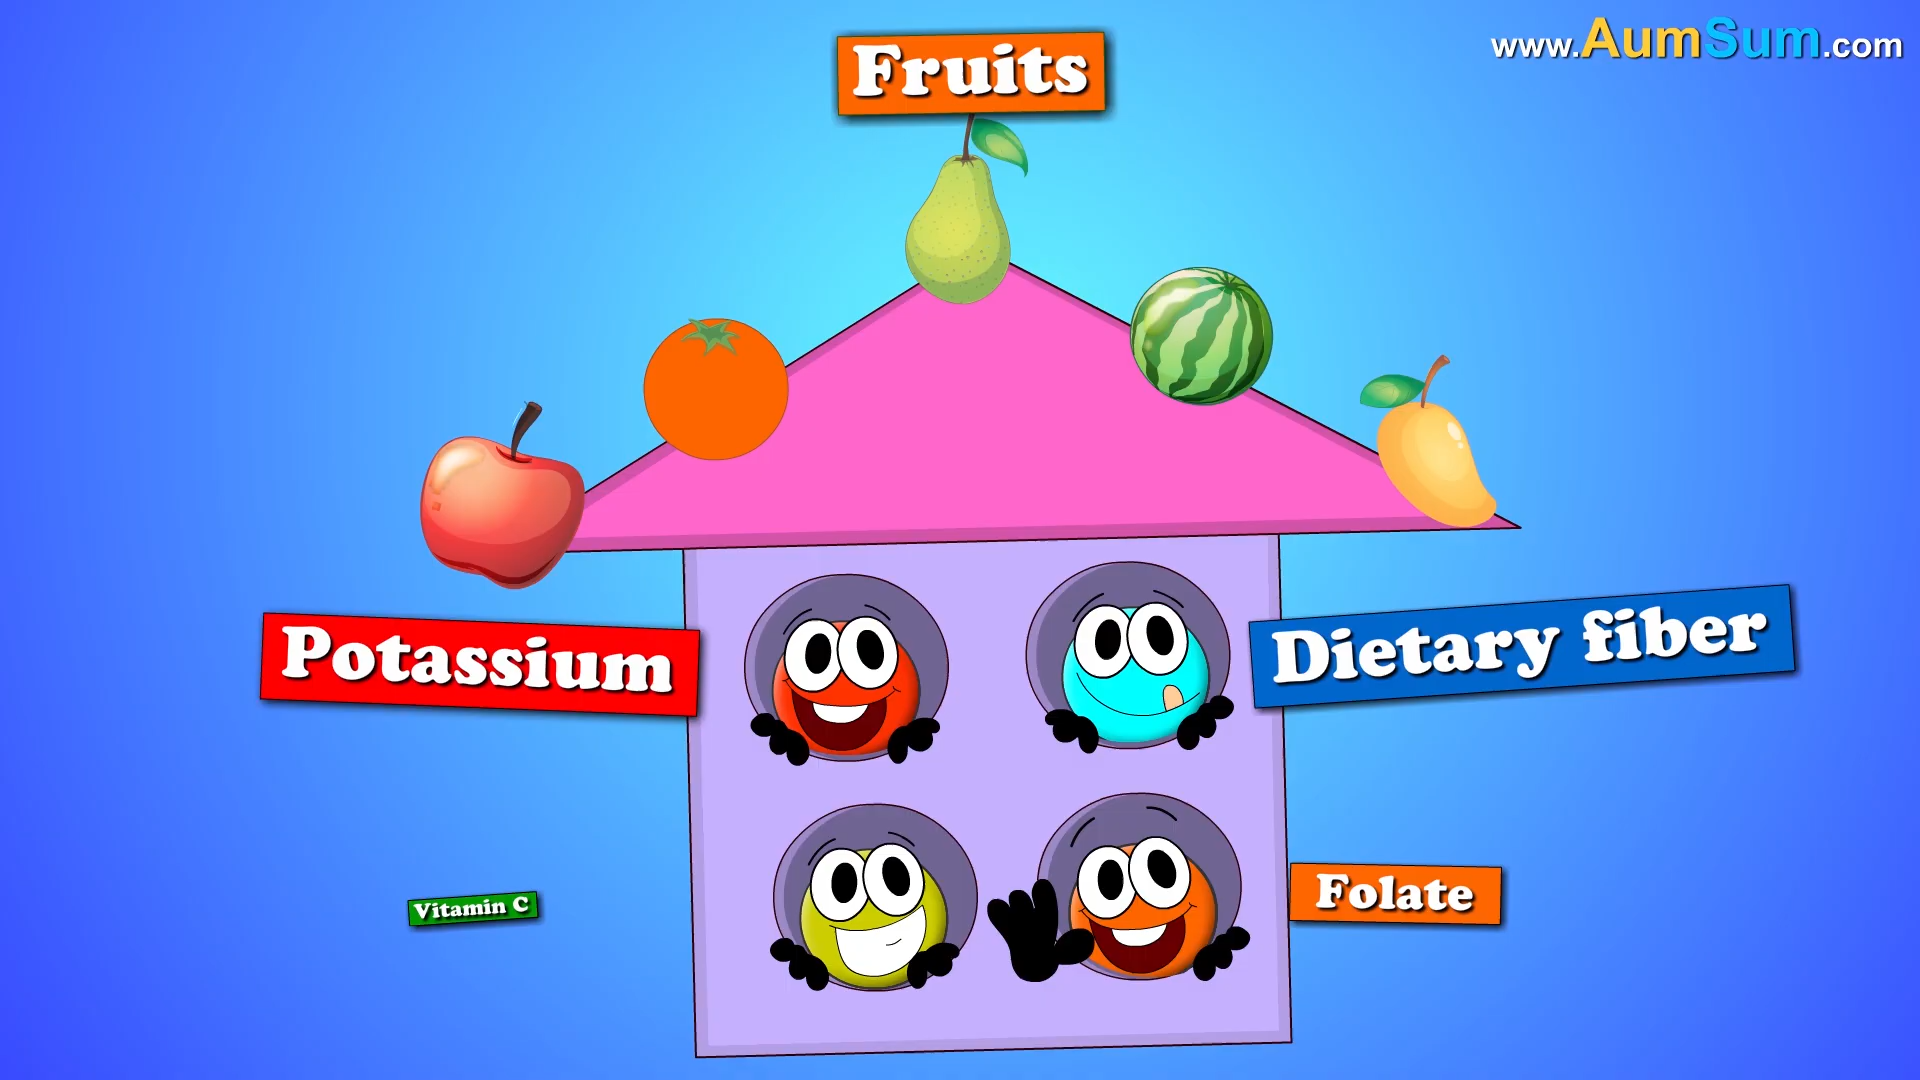 www.AumSum.com
Fruits
Potassium
Dietary fiber
Vitamin C
Folate